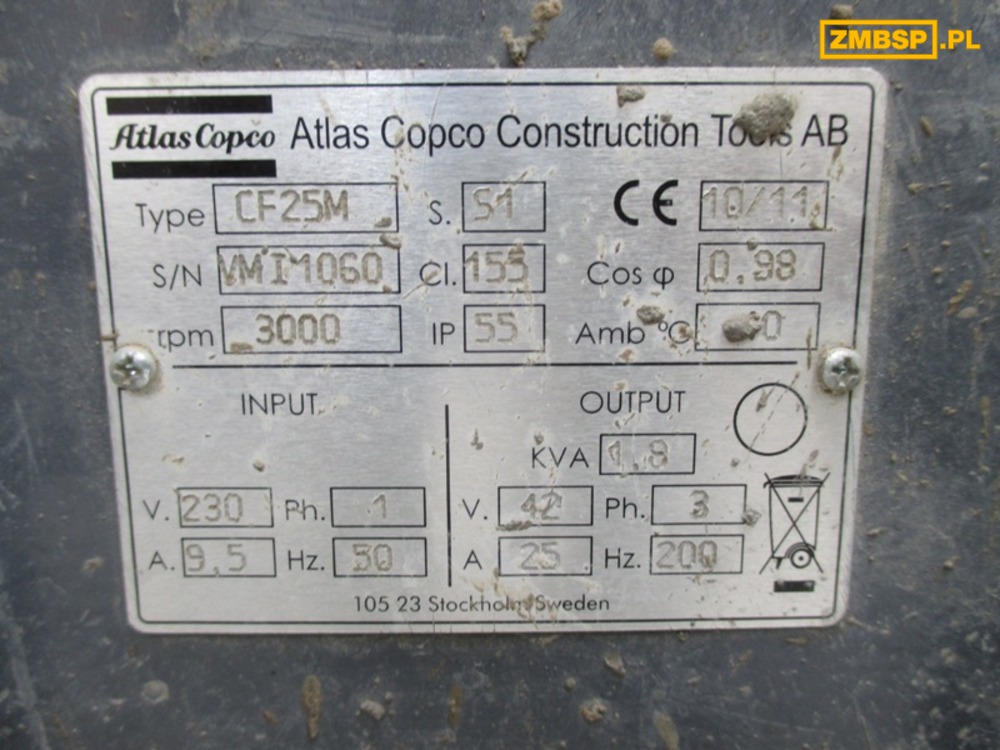 ZMBSP.PL
Atlas Copco Atlas Copco Construction Tools AB
Type CF25M S. S1 CE 10/11
S/N VMI1060 Cl. 155 Cos φ 0.98
rpm 3000 IP 55 Amb °C
INPUT OUTPUT
KVA 1.8
V. 230 Ph. 1 V. 42 Ph. 3
A. 9,5 Hz. 50 A 25 Hz. 200
105 23 Stockholm, Sweden